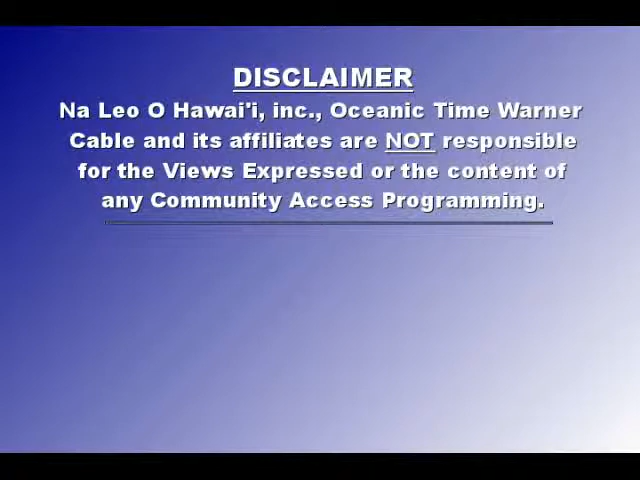 DISCLAIMER
Na Leo O Hawai'i, inc., Oceanic Time Warner
Cable and its affiliates are NOT responsible
for the Views Expressed or the content of
any Community Access Programming.